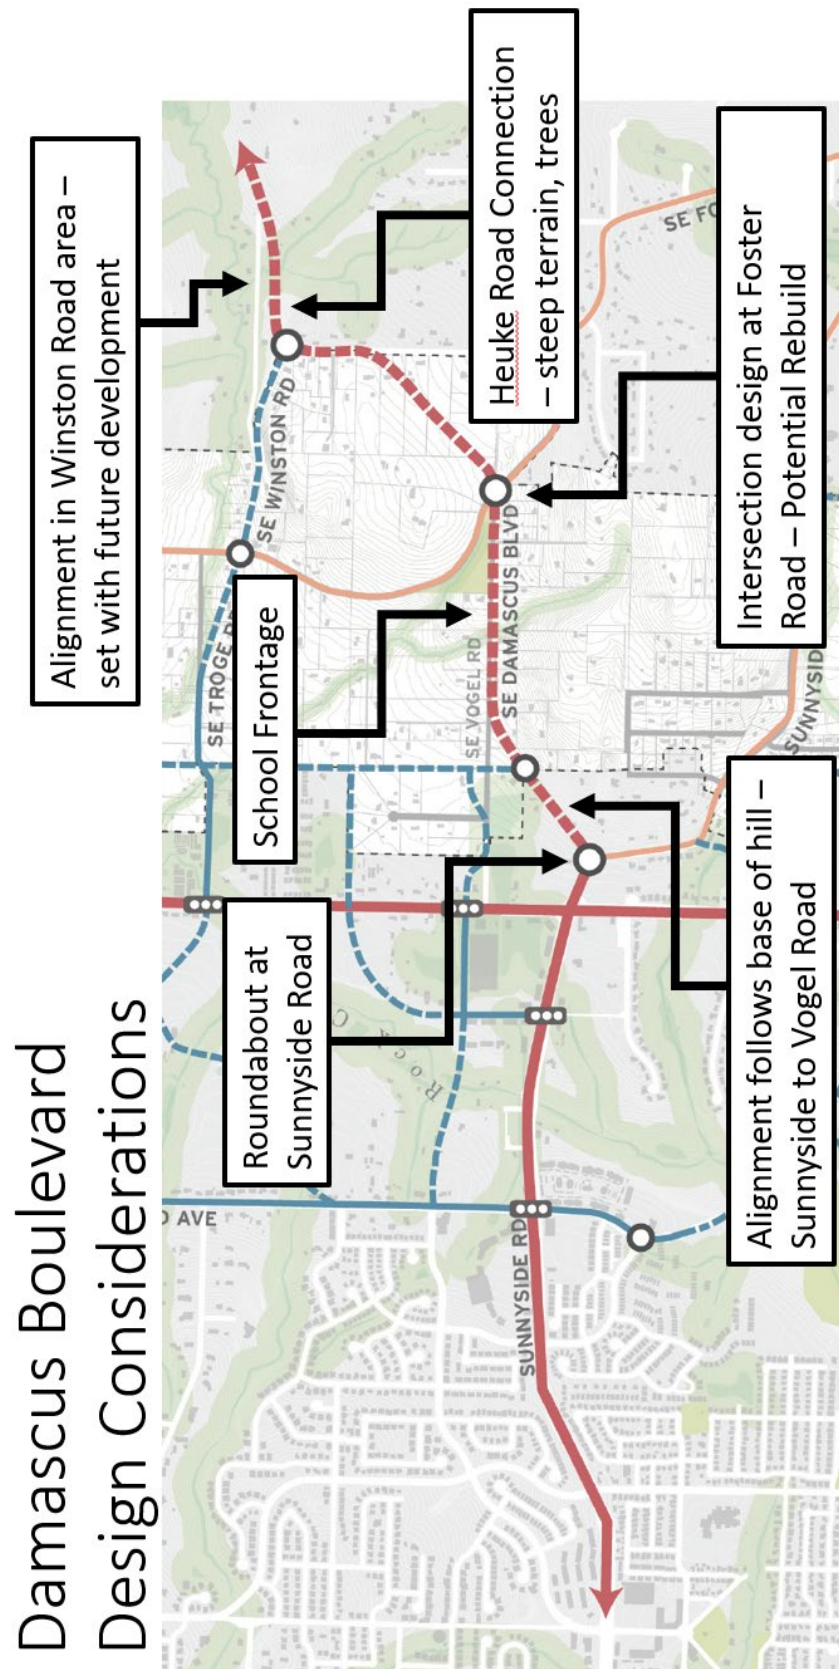 Damascus Boulevard
Design Considerations
Alignment in Winston Road area –
set with future development
Heuke Road Connection
– steep terrain, trees
School Frontage
Roundabout at
Sunnyside Road
Intersection design at Foster
Road – Potential Rebuild
Alignment follows base of hill –
Sunnyside to Vogel Road
SE WINSTON RD
SE TROGE
SE VOGEL RD
SE DAMASCUS BLVD
SE FO
SUNNYSID
SUNNYSIDE RD
D AVE
Rock C